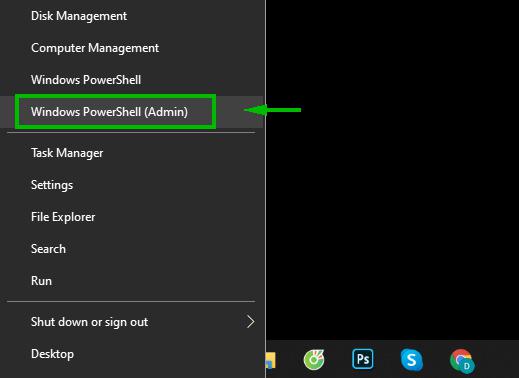 Disk Management
Computer Management
Windows PowerShell
Windows PowerShell (Admin)
Task Manager
Settings
File Explorer
Search
Run
Shut down or sign out
Desktop
Ps
S
D